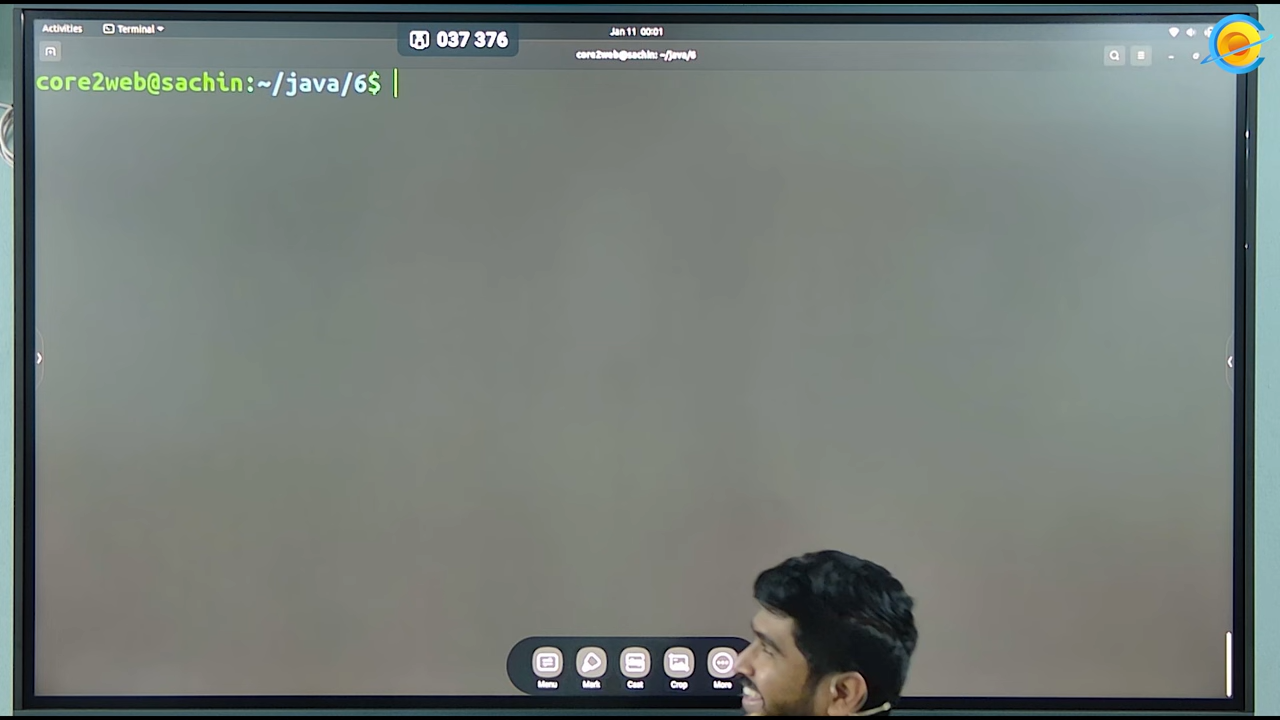 Activities Terminal
037 376
Jan 11 00:01
core2web@sachin: ~/java/6
core2web@sachin:~/java/6$
Menu Mark Cast Crop More